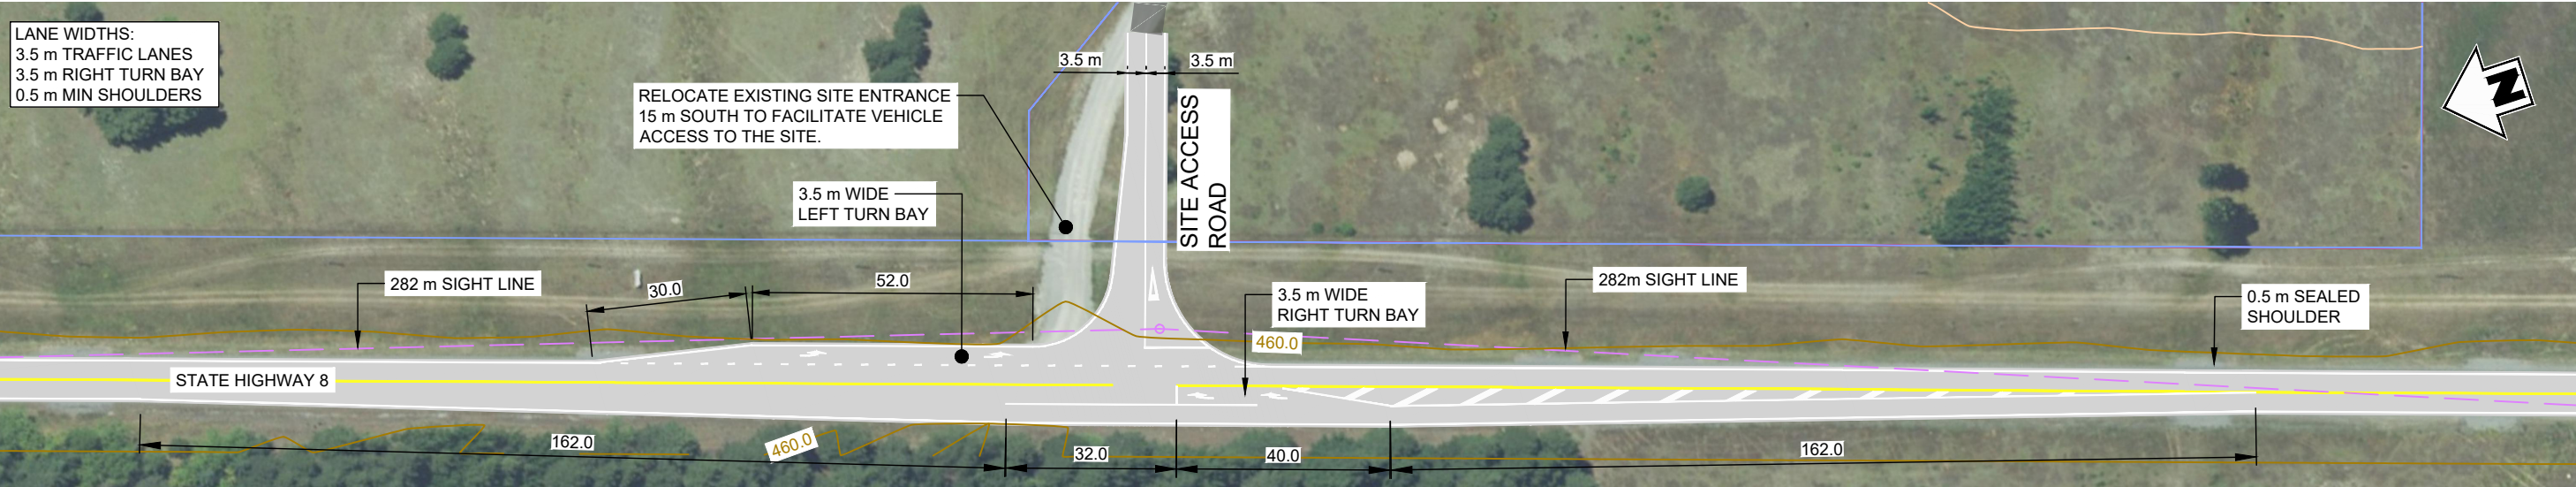 LANE WIDTHS:
3.5 m TRAFFIC LANES
3.5 m RIGHT TURN BAY
0.5 m MIN SHOULDERS
RELOCATE EXISTING SITE ENTRANCE
15 m SOUTH TO FACILITATE VEHICLE
ACCESS TO THE SITE.
3.5 m
3.5 m
SITE ACCESS
ROAD
N
3.5 m WIDE
LEFT TURN BAY
282 m SIGHT LINE
30.0
52.0
3.5 m WIDE
RIGHT TURN BAY
282m SIGHT LINE
0.5 m SEALED
SHOULDER
460.0
STATE HIGHWAY 8
162.0
460.0
32.0
40.0
162.0